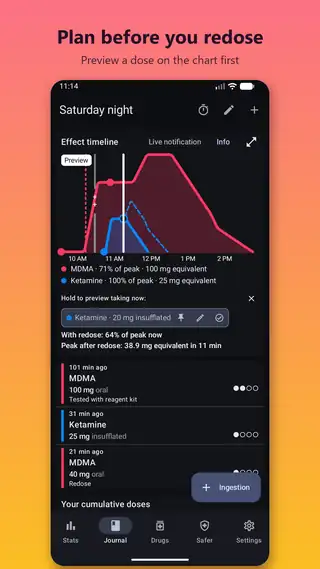 Plan before you redose
Preview a dose on the chart first
11:14
Saturday night
Effect timeline
Live notification
Info
Preview
10 AM
11 AM
12 PM
1 PM
2 PM
MDMA · 71% of peak · 100 mg equivalent
Ketamine · 100% of peak · 25 mg equivalent
Hold to preview taking now:
Ketamine · 20 mg insufflated
With redose: 64% of peak now
Peak after redose: 38.9 mg equivalent in 11 min
101 min ago
MDMA
100 mg oral
Tested with reagent kit
31 min ago
Ketamine
25 mg insufflated
21 min ago
MDMA
40 mg oral
Redose
Ingestion
Your cumulative doses
Stats
Journal
Drugs
Safer
Settings